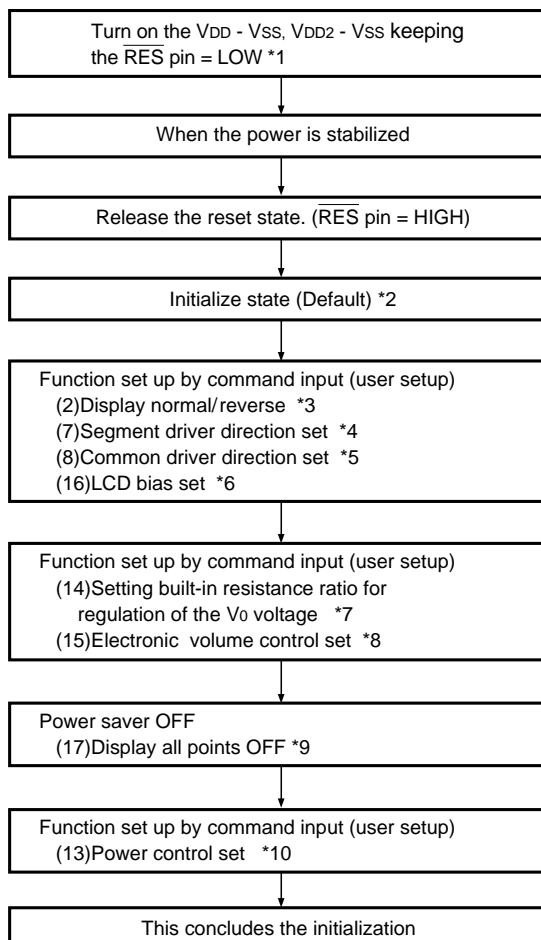 Turn on the VDD - VSS, VDD2 - VSS keeping
the RES pin = LOW *1
When the power is stabilized
Release the reset state. (RES pin = HIGH)
Initialize state (Default) *2
Function set up by command input (user setup)
(2)Display normal/reverse *3
(7)Segment driver direction set *4
(8)Common driver direction set *5
(16)LCD bias set *6
Function set up by command input (user setup)
(14)Setting built-in resistance ratio for
regulation of the V0 voltage *7
(15)Electronic volume control set *8
Power saver OFF
(17)Display all points OFF *9
Function set up by command input (user setup)
(13)Power control set *10
This concludes the initialization